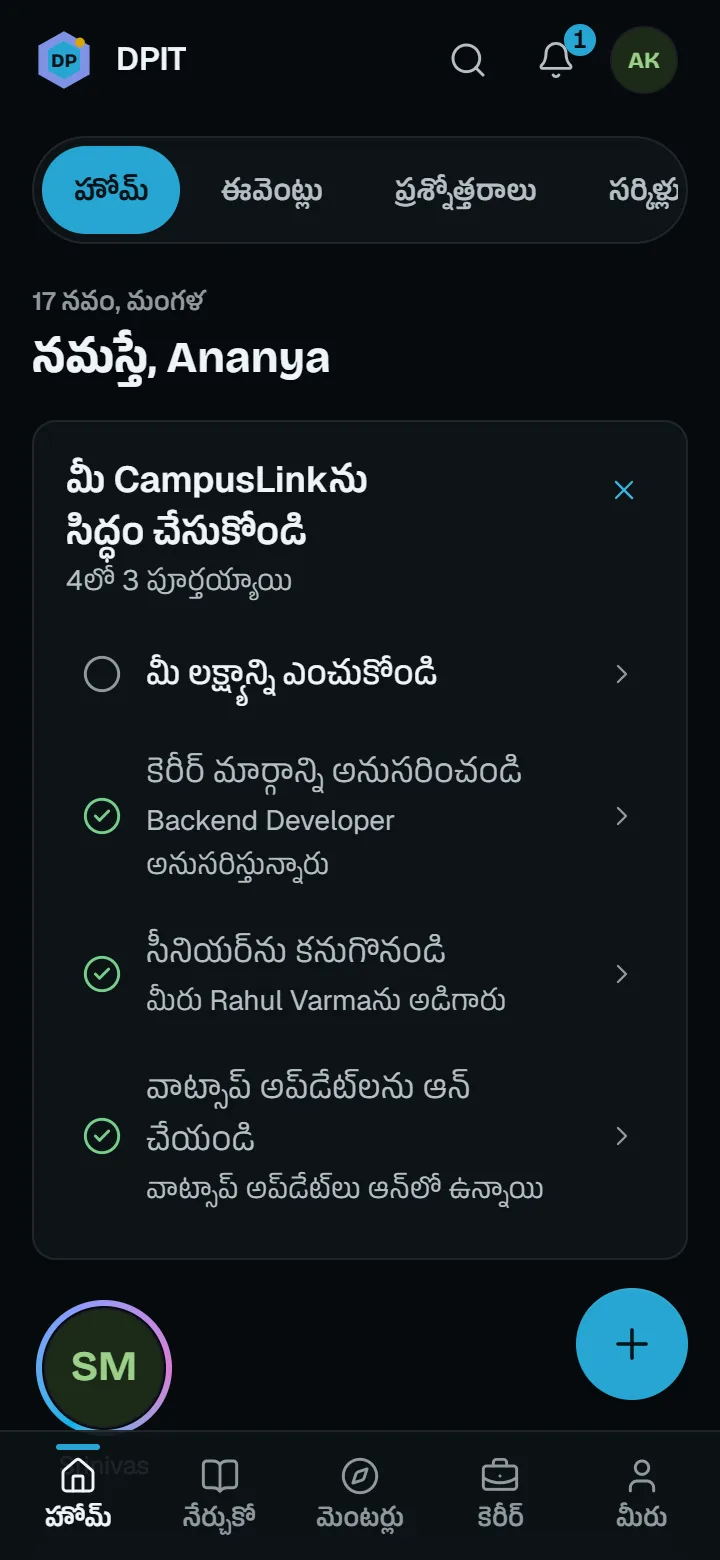 DP
DPIT
1
AK
హోమ్
ఈవెంట్లు
ప్రశ్నోత్తరాలు
సర్కిళ్లు
17 నవం, మంగళ
నమస్తే, Ananya
మీ CampusLinkను
సిద్ధం చేసుకోండి
4లో 3 పూర్తయ్యాయి
మీ లక్ష్యాన్ని ఎంచుకోండి
కెరీర్ మార్గాన్ని అనుసరించండి
Backend Developer
అనుసరిస్తున్నారు
సీనియర్‌ను కనుగొనండి
మీరు Rahul Varmaను అడిగారు
వాట్సాప్ అప్‌డేట్‌లను ఆన్
చేయండి
వాట్సాప్ అప్‌డేట్‌లు ఆన్‌లో ఉన్నాయి
SM
హోమ్
నేర్చుకో
మెంటర్లు
కెరీర్
మీరు